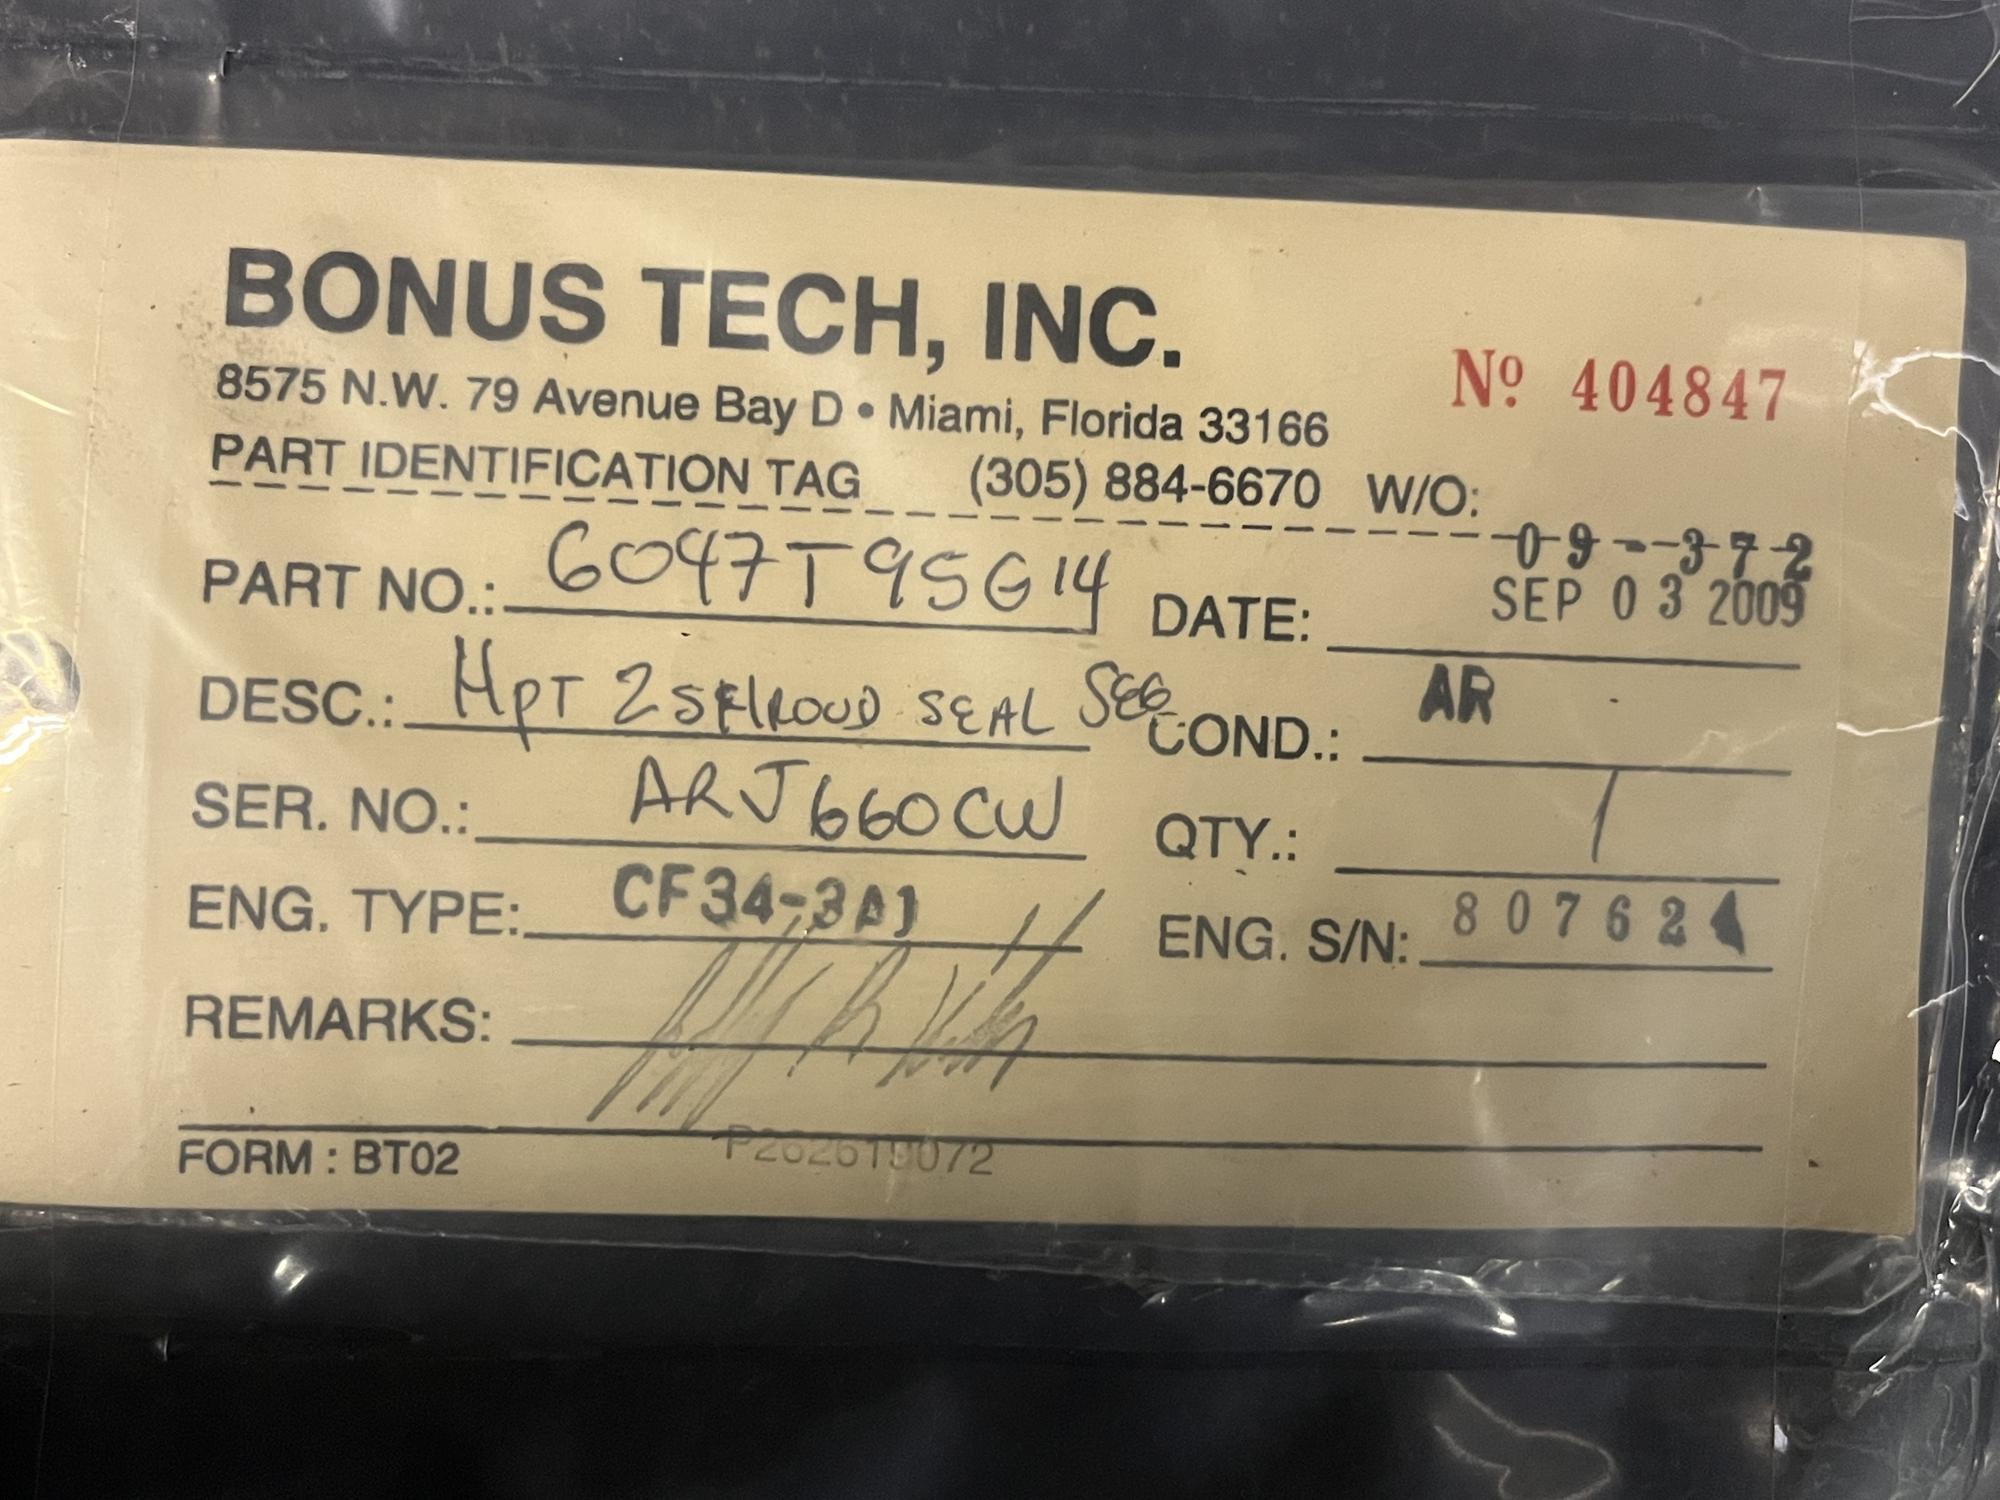 BONUS TECH, INC.
8575 N.W. 79 Avenue Bay D • Miami, Florida 33166
Nº 404847
PART IDENTIFICATION TAG (305) 884-6670 W/O: 09-372
PART NO.: 6047T95G14 DATE: SEP 03 2009
DESC.: HPT 2 SHROUD SEAL SEG COND.: AR
SER. NO.: ARJ660CW QTY.: 1
ENG. TYPE: CF34-3A1 ENG. S/N: 80762
REMARKS:
FORM : BT02 P262619072